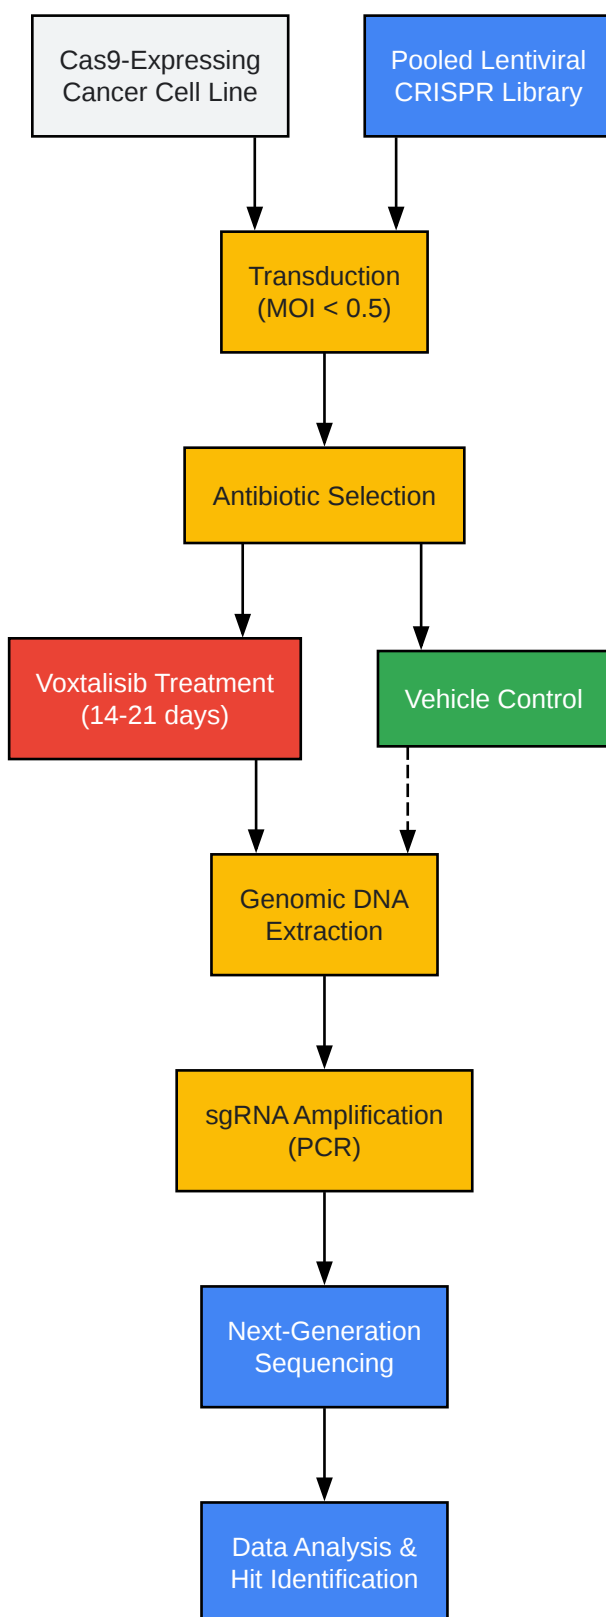 Cas9-Expressing
Cancer Cell Line
Pooled Lentiviral
CRISPR Library
Transduction
(MOI < 0.5)
Antibiotic Selection
Voxtalisib Treatment
(14-21 days)
Vehicle Control
Genomic DNA
Extraction
sgRNA Amplification
(PCR)
Next-Generation
Sequencing
Data Analysis &
Hit Identification